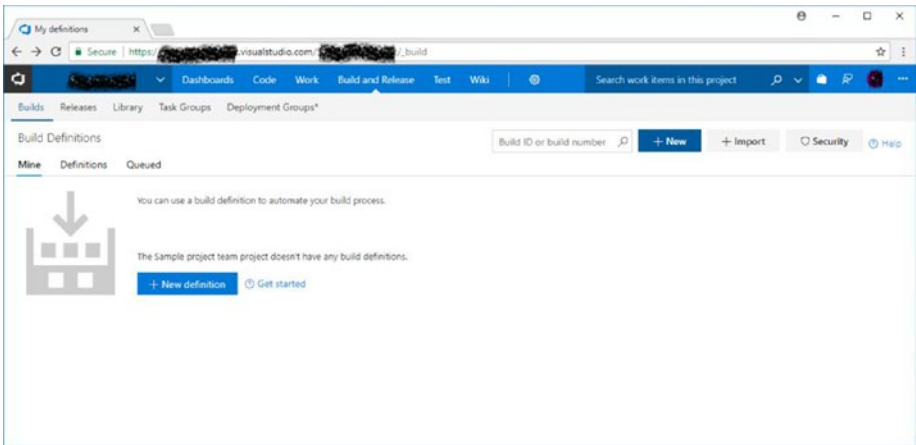 My definitions
Secure | https:// .visualstudio.com/ /_build
Dashboards Code Work Build and Release Test Wiki Search work items in this project
Builds Releases Library Task Groups Deployment Groups*
Build Definitions Build ID or build number + New + Import Security Help
Mine Definitions Queued
You can use a build definition to automate your build process.
The Sample project team project doesn't have any build definitions.
+ New definition Get started